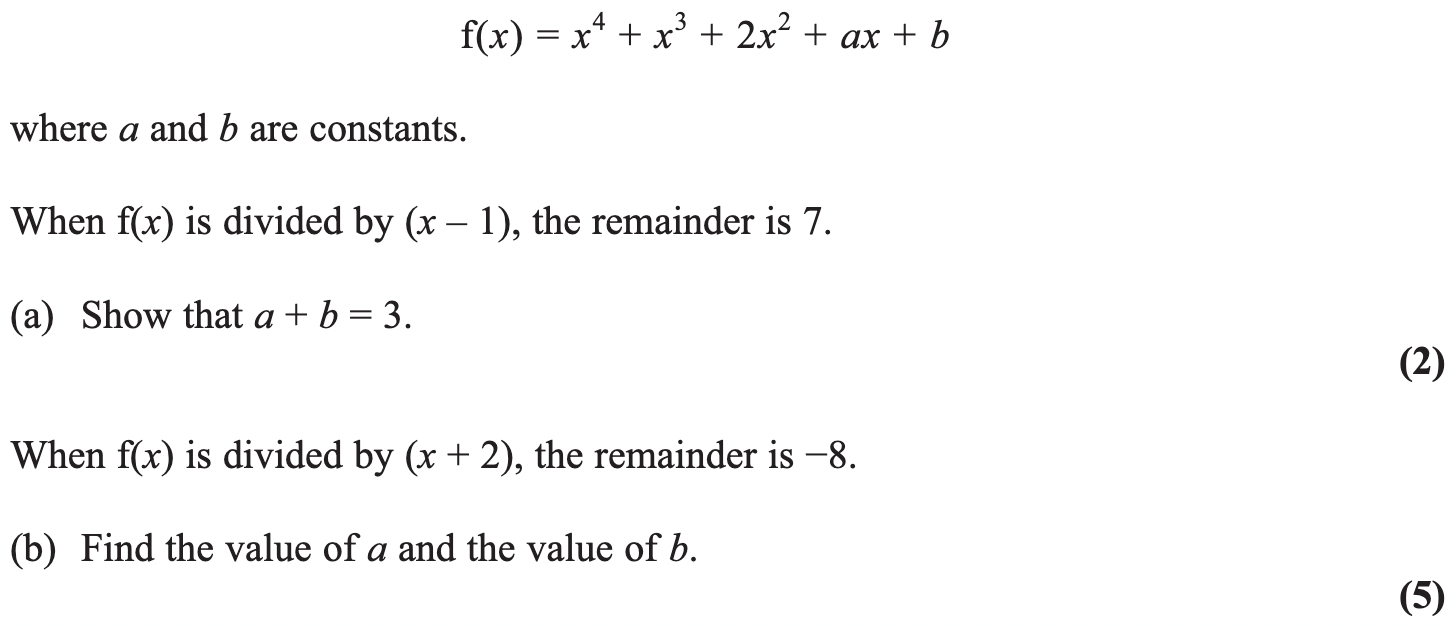 f(x) = x⁴ + x³ + 2x² + ax + b
where a and b are constants.
When f(x) is divided by (x – 1), the remainder is 7.
(a) Show that a + b = 3.
(2)
When f(x) is divided by (x + 2), the remainder is −8.
(b) Find the value of a and the value of b.
(5)